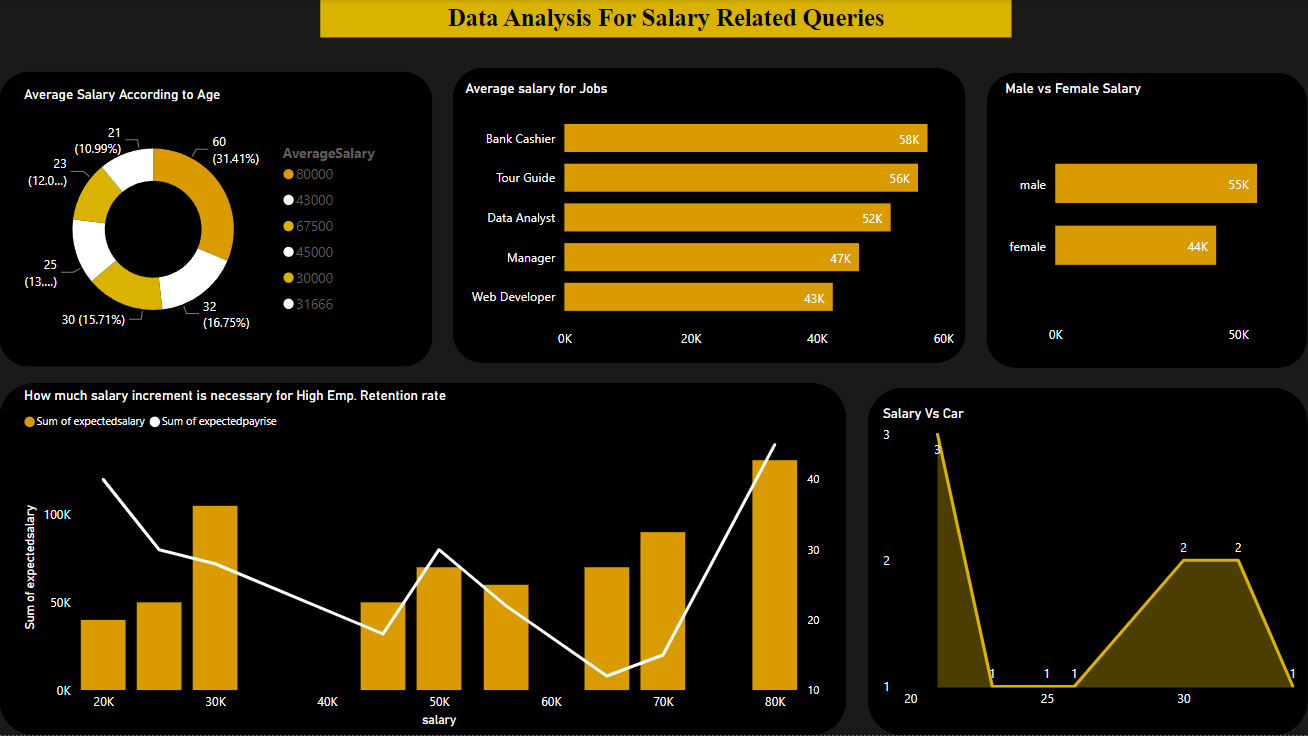 Data Analysis For Salary Related Queries
Average Salary According to Age
21
(10.99%)
60
(31.41%)
23
(12.0...)
25
(13....)
30 (15.71%)
32
(16.75%)
AverageSalary
80000
43000
67500
45000
30000
31666
Average salary for Jobs
Bank Cashier 58K
Tour Guide 56K
Data Analyst 52K
Manager 47K
Web Developer 43K
0K 20K 40K 60K
Male vs Female Salary
male 55K
female 44K
0K 50K
How much salary increment is necessary for High Emp. Retention rate
Sum of expectedsalary Sum of expectedpayrise
Sum of expectedsalary
100K
50K
0K
40
30
20
10
20K 30K 40K 50K 60K 70K 80K
salary
Salary Vs Car
3
2
1
3
1
1
1
2
2
1
20 25 30